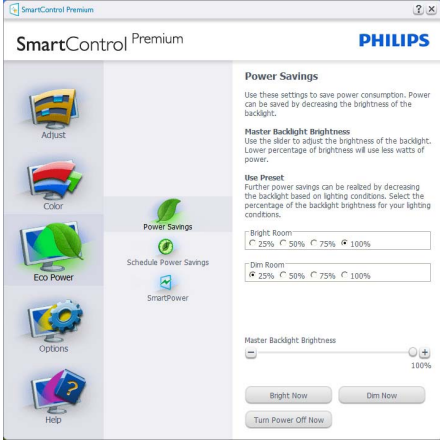 SmartControl Premium
SmartControl Premium
PHILIPS
Adjust
Color
Eco Power
Options
Help
Power Savings
Schedule Power Savings
SmartPower
Power Savings
Use these settings to save power consumption. Power
can be saved by decreasing the brightness of the
backlight.
Master Backlight Brightness
Use the slider to adjust the brightness of the backlight.
Lower percentage of brightness will use less watts of
power.
Use Preset
Further power savings can be realized by decreasing
the backlight based on lighting conditions. Select the
percentage of the backlight brightness for your lighting
conditions.
Bright Room
25% 50% 75% 100%
Dim Room
25% 50% 75% 100%
Master Backlight Brightness
100%
Bright Now Dim Now
Turn Power Off Now